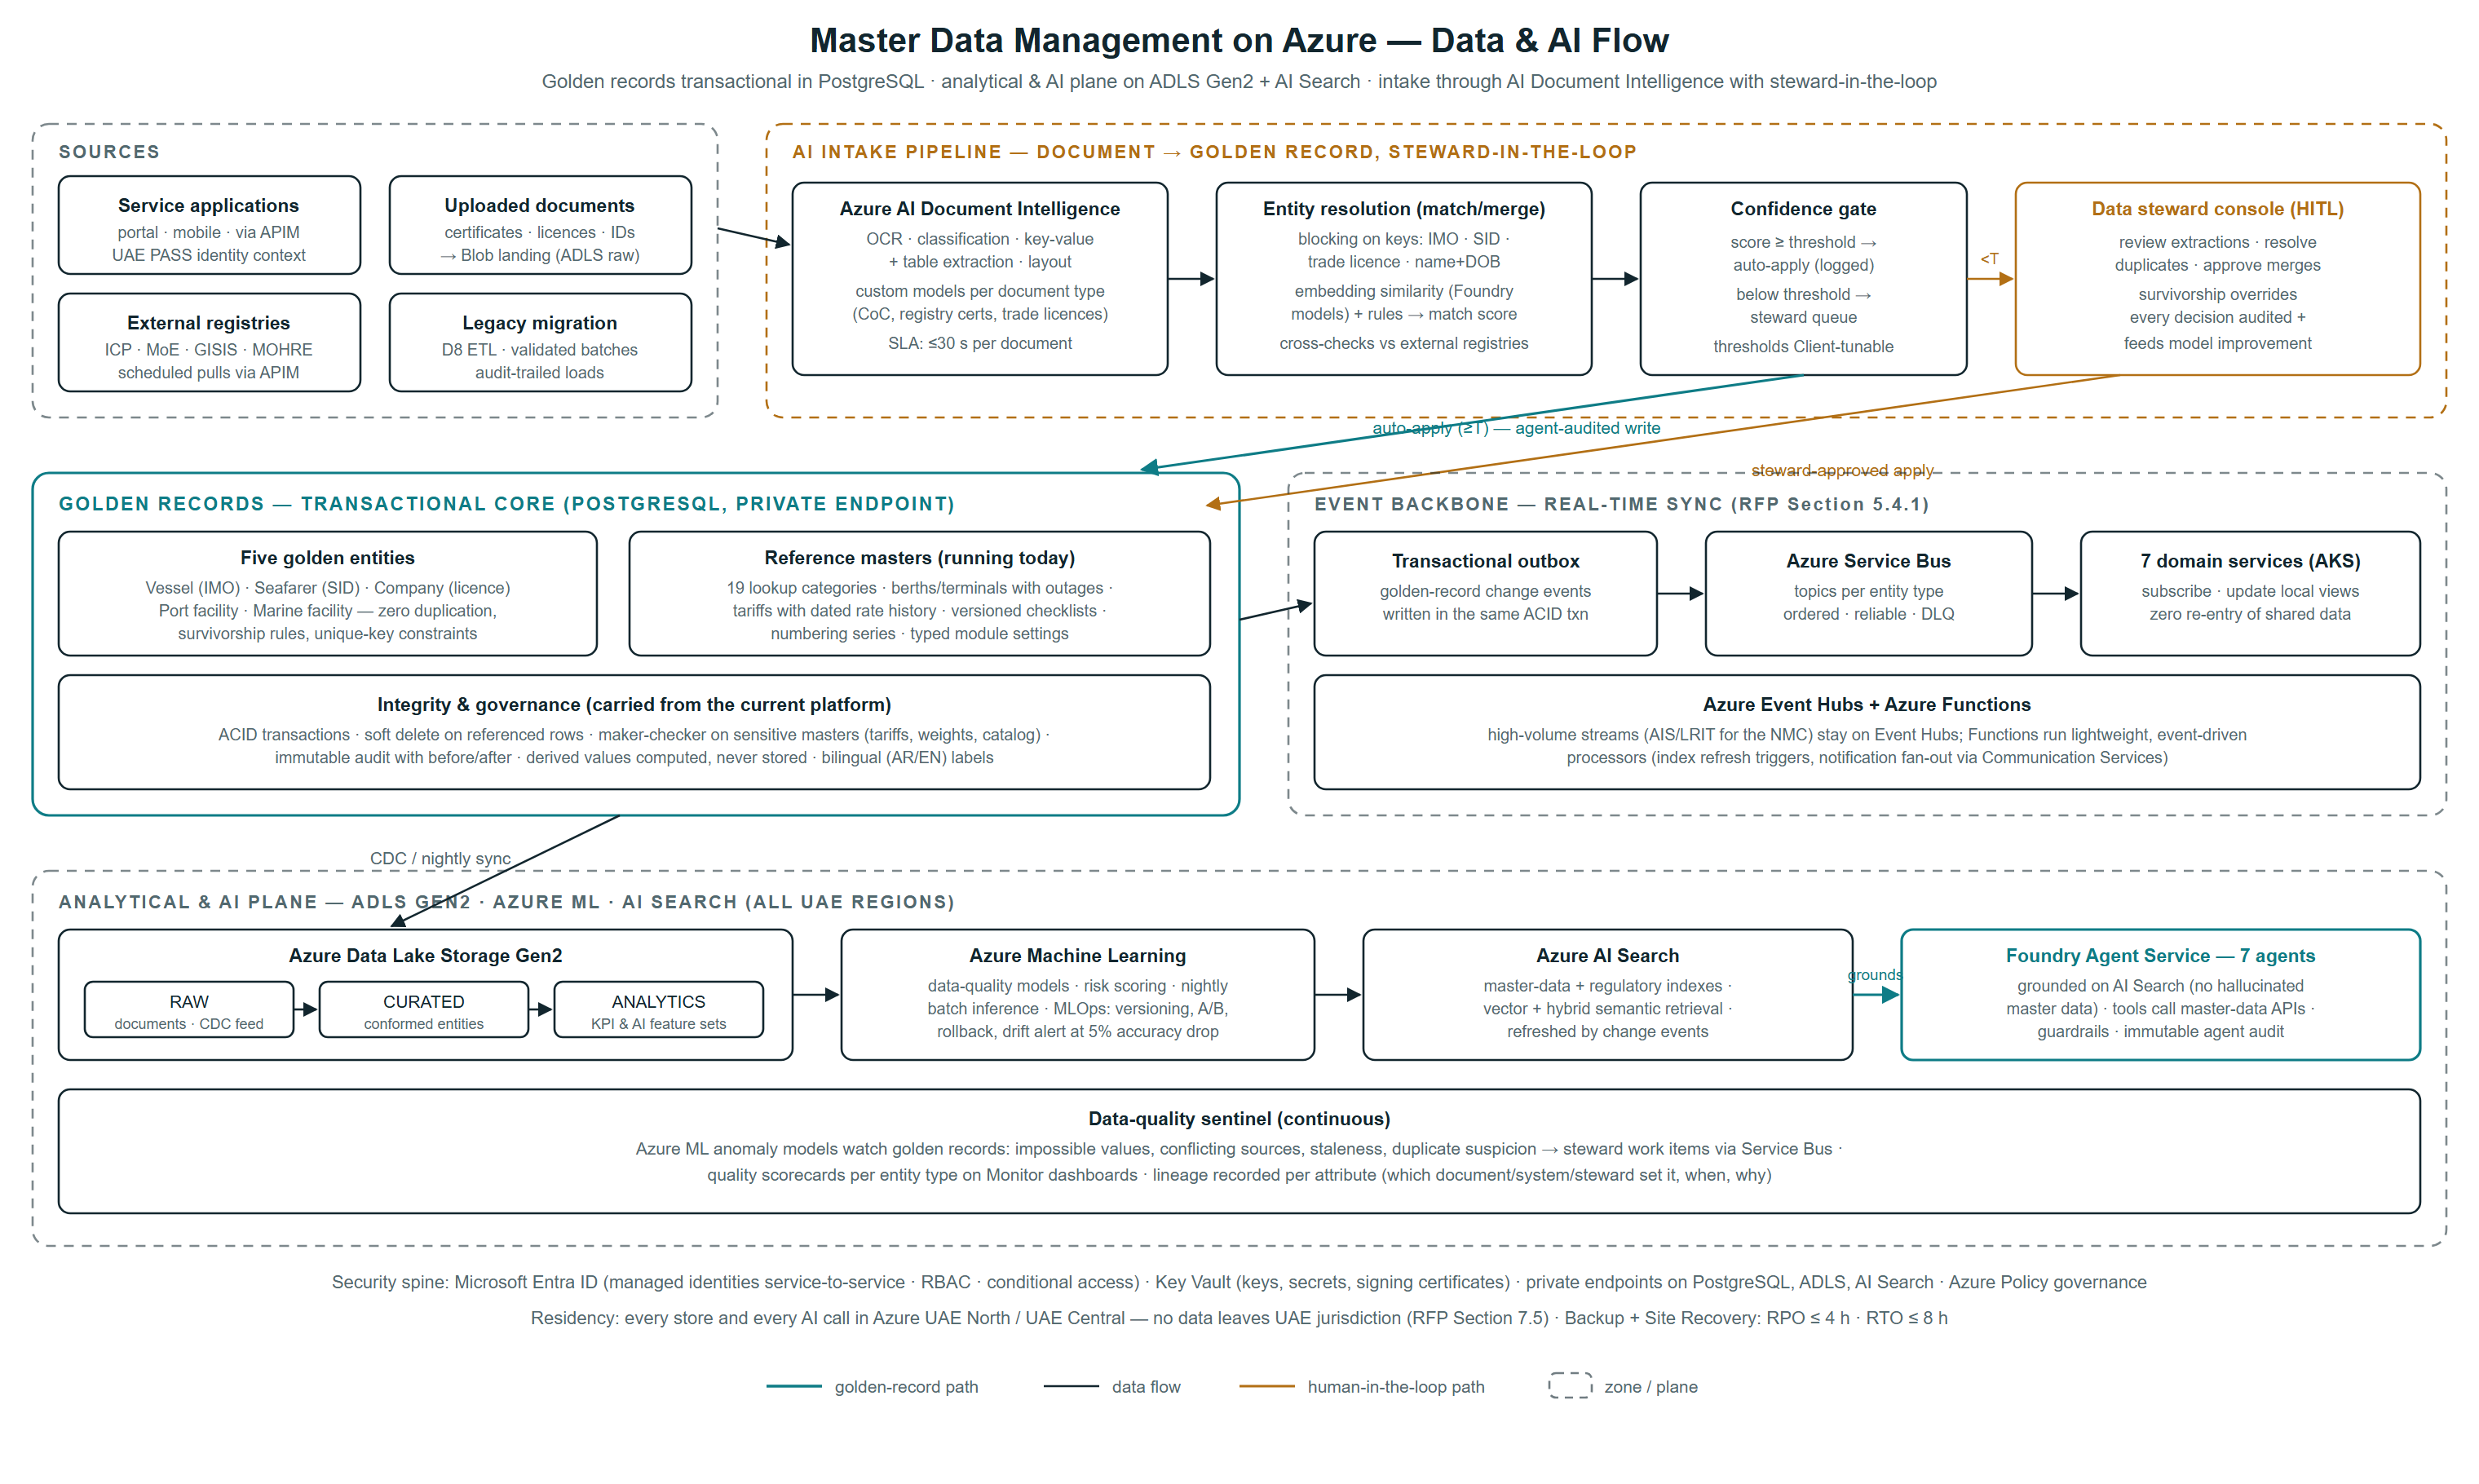 Master Data Management on Azure — Data & AI Flow
Golden records transactional in PostgreSQL · analytical & AI plane on ADLS Gen2 + AI Search · intake through AI Document Intelligence with steward-in-the-loop
SOURCES
Service applications
portal · mobile · via APIM
UAE PASS identity context
Uploaded documents
certificates · licences · IDs
→ Blob landing (ADLS raw)
External registries
ICP · MoE · GISIS · MOHRE
scheduled pulls via APIM
Legacy migration
D8 ETL · validated batches
audit-trailed loads
AI INTAKE PIPELINE — DOCUMENT → GOLDEN RECORD, STEWARD-IN-THE-LOOP
Azure AI Document Intelligence
OCR · classification · key-value
+ table extraction · layout
custom models per document type
(CoC, registry certs, trade licences)
SLA: ≤30 s per document
Entity resolution (match/merge)
blocking on keys: IMO · SID ·
trade licence · name+DOB
embedding similarity (Foundry
models) + rules → match score
cross-checks vs external registries
Confidence gate
score ≥ threshold →
auto-apply (logged)
below threshold →
steward queue
thresholds Client-tunable
<T
Data steward console (HITL)
review extractions · resolve
duplicates · approve merges
survivorship overrides
every decision audited +
feeds model improvement
auto-apply (≥T) — agent-audited write
steward-approved apply
GOLDEN RECORDS — TRANSACTIONAL CORE (POSTGRESQL, PRIVATE ENDPOINT)
Five golden entities
Vessel (IMO) · Seafarer (SID) · Company (licence)
Port facility · Marine facility — zero duplication,
survivorship rules, unique-key constraints
Reference masters (running today)
19 lookup categories · berths/terminals with outages ·
tariffs with dated rate history · versioned checklists ·
numbering series · typed module settings
Integrity & governance (carried from the current platform)
ACID transactions · soft delete on referenced rows · maker-checker on sensitive masters (tariffs, weights, catalog) ·
immutable audit with before/after · derived values computed, never stored · bilingual (AR/EN) labels
EVENT BACKBONE — REAL-TIME SYNC (RFP Section 5.4.1)
Transactional outbox
golden-record change events
written in the same ACID txn
Azure Service Bus
topics per entity type
ordered · reliable · DLQ
7 domain services (AKS)
subscribe · update local views
zero re-entry of shared data
Azure Event Hubs + Azure Functions
high-volume streams (AIS/LRIT for the NMC) stay on Event Hubs; Functions run lightweight, event-driven
processors (index refresh triggers, notification fan-out via Communication Services)
CDC / nightly sync
ANALYTICAL & AI PLANE — ADLS GEN2 · AZURE ML · AI SEARCH (ALL UAE REGIONS)
Azure Data Lake Storage Gen2
RAW
documents · CDC feed
CURATED
conformed entities
ANALYTICS
KPI & AI feature sets
Azure Machine Learning
data-quality models · risk scoring · nightly
batch inference · MLOps: versioning, A/B,
rollback, drift alert at 5% accuracy drop
Azure AI Search
master-data + regulatory indexes ·
vector + hybrid semantic retrieval ·
refreshed by change events
grounds
Foundry Agent Service — 7 agents
grounded on AI Search (no hallucinated
master data) · tools call master-data APIs ·
guardrails · immutable agent audit
Data-quality sentinel (continuous)
Azure ML anomaly models watch golden records: impossible values, conflicting sources, staleness, duplicate suspicion → steward work items via Service Bus ·
quality scorecards per entity type on Monitor dashboards · lineage recorded per attribute (which document/system/steward set it, when, why)
Security spine: Microsoft Entra ID (managed identities service-to-service · RBAC · conditional access) · Key Vault (keys, secrets, signing certificates) · private endpoints on PostgreSQL, ADLS, AI Search · Azure Policy governance
Residency: every store and every AI call in Azure UAE North / UAE Central — no data leaves UAE jurisdiction (RFP Section 7.5) · Backup + Site Recovery: RPO ≤ 4 h · RTO ≤ 8 h
golden-record path
data flow
human-in-the-loop path
zone / plane